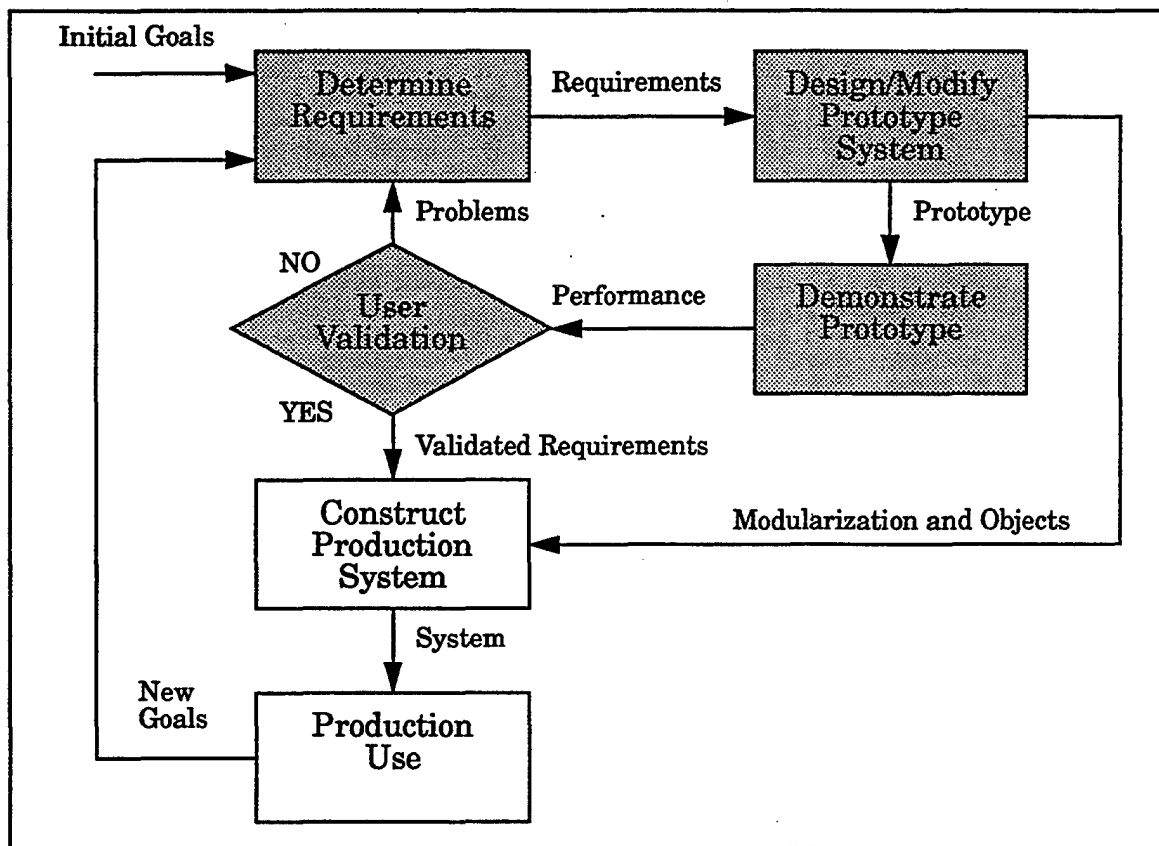 Initial Goals
Determine
Requirements
Requirements
Design/Modify
Prototype
System
Problems
Prototype
NO
User
Validation
Performance
Demonstrate
Prototype
YES
Validated Requirements
Construct
Production
System
Modularization and Objects
System
New
Goals
Production
Use